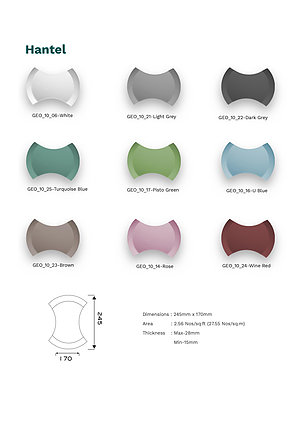 Hantel
GEO_10_06-White
GEO_10_21-Light Grey
GEO_10_22-Dark Grey
GEO_10_25-Turquoise Blue
GEO_10_17-Pista Green
GEO_10_16-U Blue
GEO_10_23-Brown
GEO_10_14-Rose
GEO_10_24-Wine Red
245
170
Dimensions : 245mm x 170mm
Area : 2.56 Nos/sq.ft (27.55 Nos/sq.m)
Thickness : Max-28mm
Min-15mm